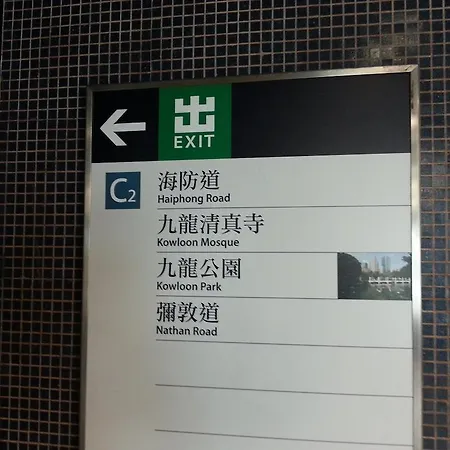 出
EXIT
C2
海防道
Haiphong Road
九龍清真寺
Kowloon Mosque
九龍公園
Kowloon Park
彌敦道
Nathan Road